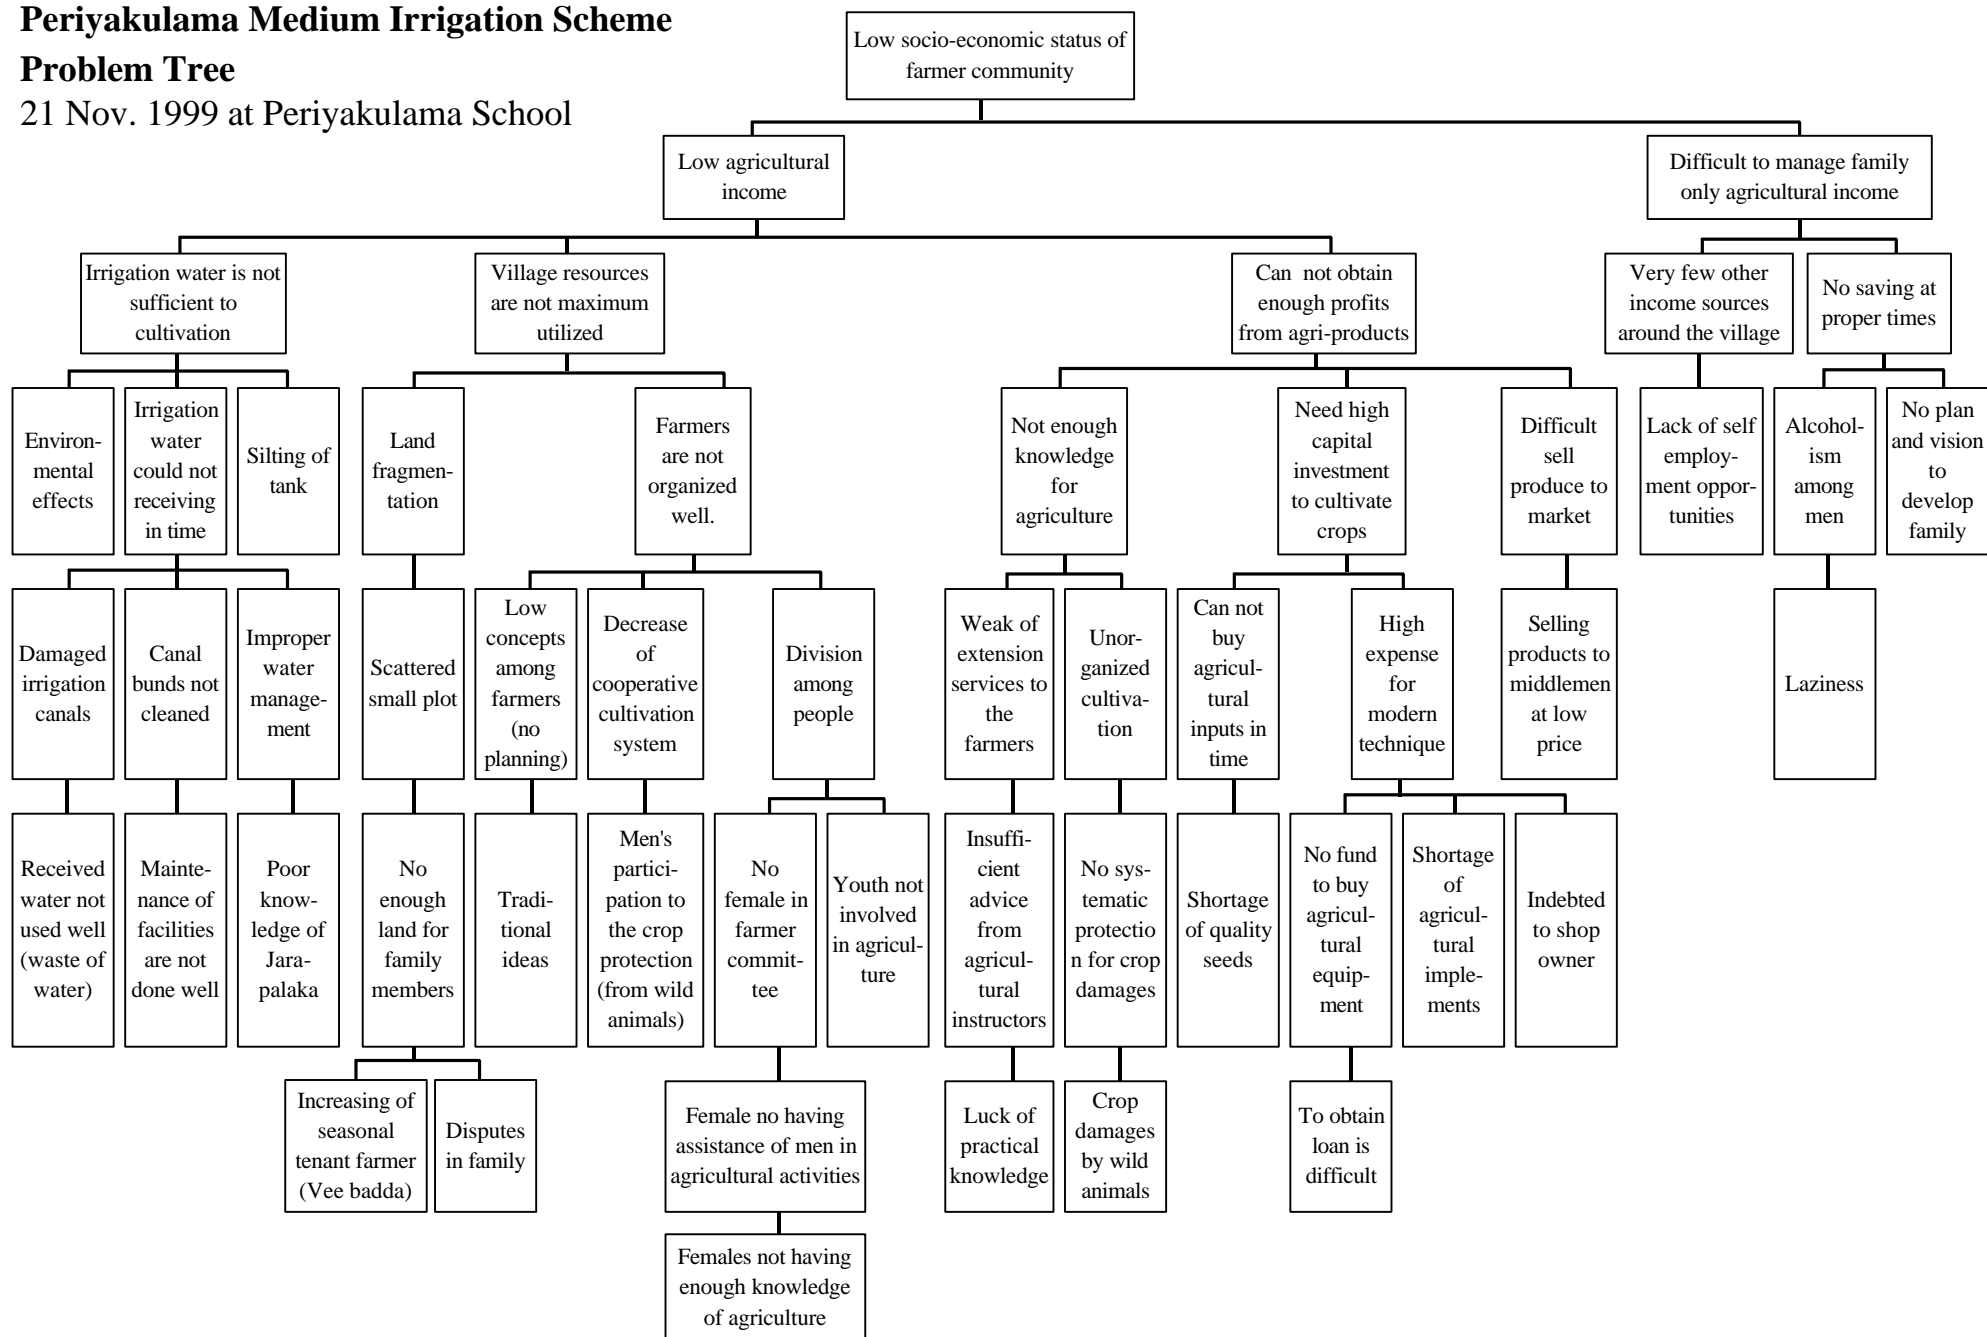 Periyakulama Medium Irrigation Scheme
Problem Tree
21 Nov. 1999 at Periyakulama School
Low socio-economic status of
farmer community
Low agricultural
income
Difficult to manage family
only agricultural income
Irrigation water is not
sufficient to
cultivation
Village resources
are not maximum
utilized
Can not obtain
enough profits
from agri-products
Very few other
income sources
around the village
No saving at
proper times
Environ-
mental
effects
Irrigation
water
could not
receiving
in time
Silting of
tank
Land
fragmen-
tation
Farmers
are not
organized
well.
Not enough
knowledge
for
agriculture
Need high
capital
investment
to cultivate
crops
Difficult
sell
produce to
market
Lack of self
employ-
ment oppor-
tunities
Alcohol-
ism
among
men
No plan
and vision
to
develop
family
Damaged
irrigation
canals
Canal
bunds not
cleaned
Improper
water
manage-
ment
Scattered
small plot
Low
concepts
among
farmers
(no
planning)
Decrease
of
cooperative
cultivation
system
Division
among
people
Weak of
extension
services to
the
farmers
Unor-
ganized
cultiva-
tion
Can not
buy
agricul-
tural
inputs in
time
High
expense
for
modern
technique
Selling
products to
middlemen
at low
price
Laziness
Received
water not
used well
(waste of
water)
Mainte-
nance of
facilities
are not
done well
Poor
know-
ledge of
Jara-
palaka
No
enough
land for
family
members
Tradi-
tional
ideas
Men's
partici-
pation to
the crop
protection
(from wild
animals)
No
female in
farmer
commit-
tee
Youth not
involved
in agricul-
ture
Insuffi-
cient
advice
from
agricul-
tural
instructors
No sys-
tematic
protectio
n for crop
damages
Shortage
of quality
seeds
No fund
to buy
agricul-
tural
equip-
ment
Shortage
of
agricul-
tural
imple-
ments
Indebted
to shop
owner
Increasing of
seasonal
tenant farmer
(Vee badda)
Disputes
in family
Female no having
assistance of men in
agricultural activities
Luck of
practical
knowledge
Crop
damages
by wild
animals
To obtain
loan is
difficult
Females not having
enough knowledge
of agriculture